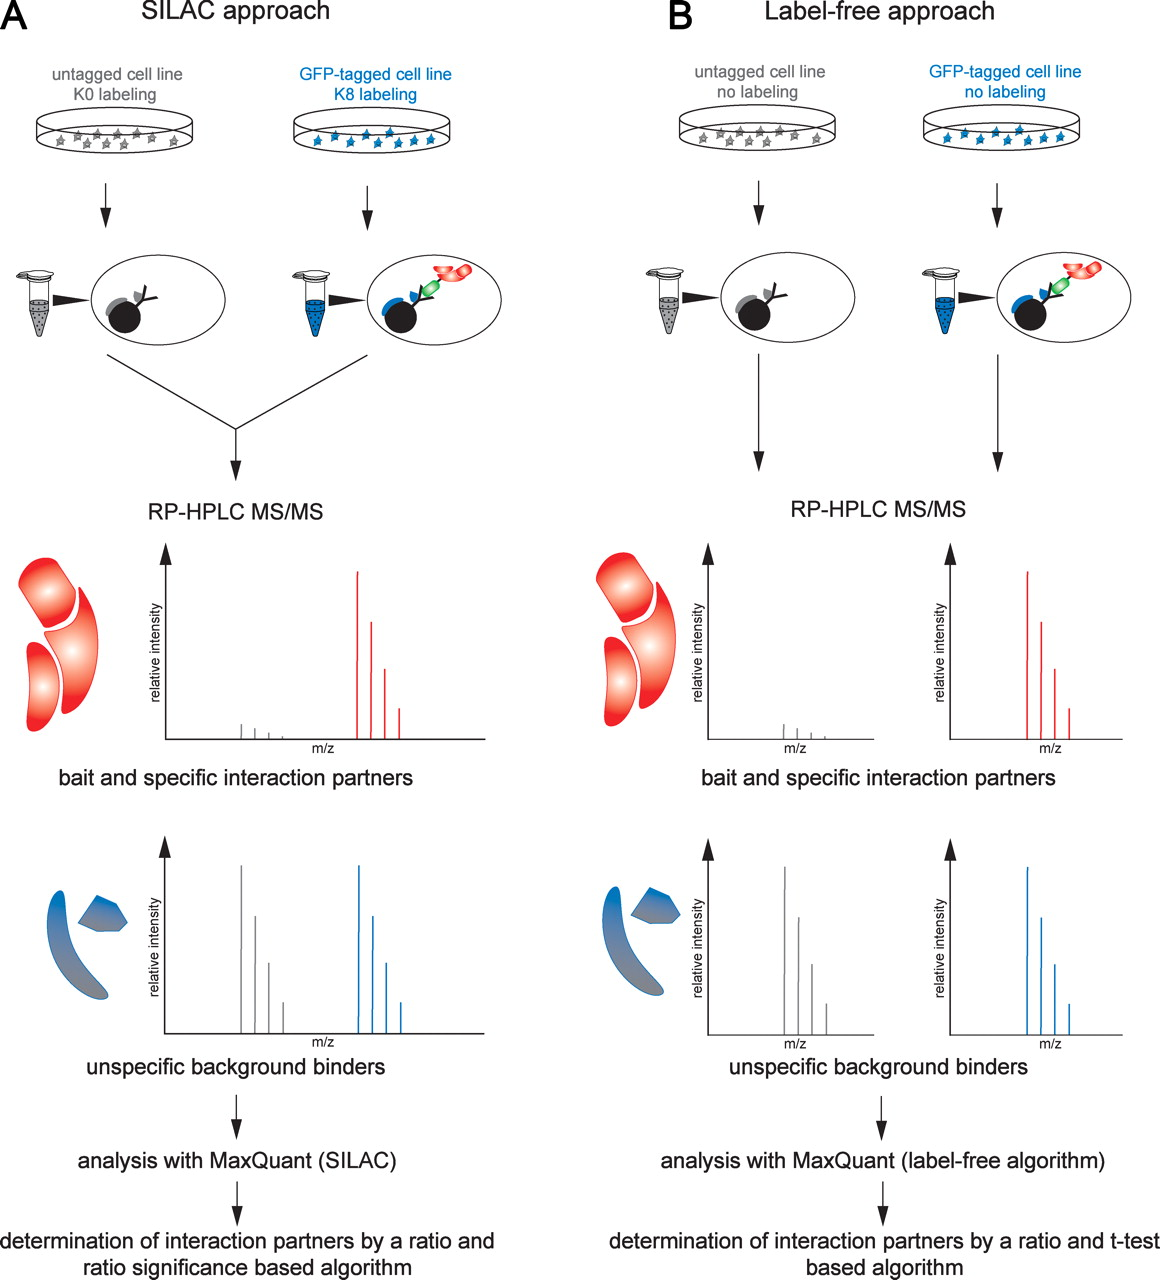 A
SILAC approach
untagged cell line
K0 labeling
GFP-tagged cell line
K8 labeling
RP-HPLC MS/MS
relative intensity
m/z
bait and specific interaction partners
relative intensity
m/z
unspecific background binders
analysis with MaxQuant (SILAC)
determination of interaction partners by a ratio and
ratio significance based algorithm
B
Label-free approach
untagged cell line
no labeling
GFP-tagged cell line
no labeling
RP-HPLC MS/MS
relative intensity
m/z
relative intensity
m/z
bait and specific interaction partners
relative intensity
m/z
relative intensity
m/z
unspecific background binders
analysis with MaxQuant (label-free algorithm)
determination of interaction partners by a ratio and t-test
based algorithm